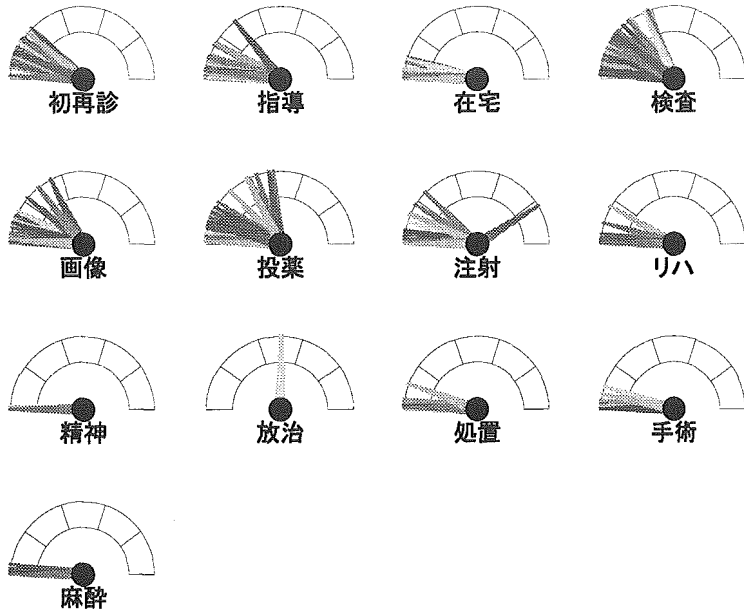 初再診
指導
在宅
検査
画像
投薬
注射
リハ
精神
放治
処置
手術
麻酔